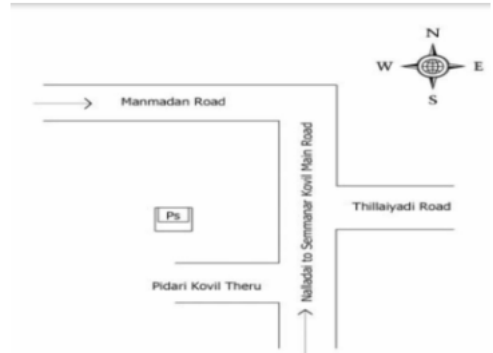 N
W E
S
Manmadan Road
Nalladai to Semmanar Kovil Main Road
Thillaiyadi Road
Ps
Pidari Kovil Theru